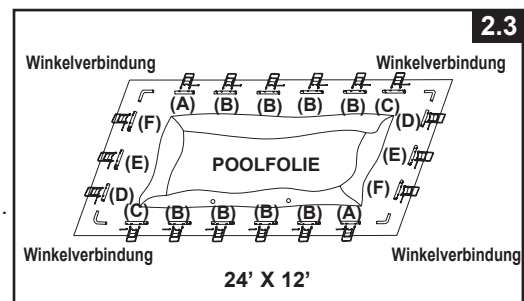 2.3
Winkelverbindung Winkelverbindung
(A) (B) (B) (B) (B) (C)
(F) (D)
(E) POOLFOLIE (E)
(D) (F)
(C) (B) (B) (B) (B) (A)
Winkelverbindung Winkelverbindung
24’ X 12’